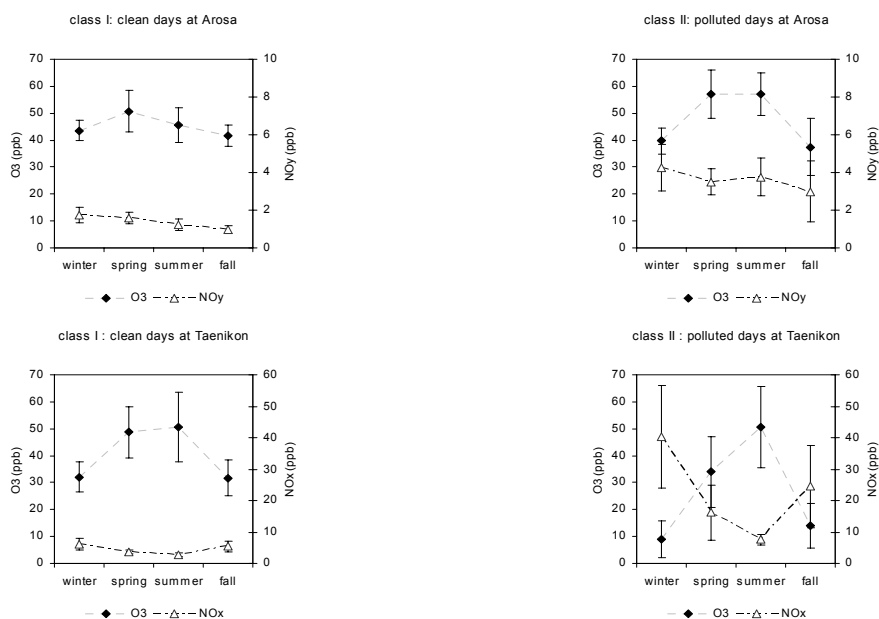 class I: clean days at Arosa
70
60
50
40
30
20
10
0
O3 (ppb)
10
8
6
4
2
0
NOy (ppb)
winter spring summer fall
O3 NOy
class II: polluted days at Arosa
70
60
50
40
30
20
10
0
O3 (ppb)
10
8
6
4
2
0
NOy (ppb)
winter spring summer fall
O3 NOy
class I : clean days at Taenikon
70
60
50
40
30
20
10
0
O3 (ppb)
60
50
40
30
20
10
0
NOx (ppb)
winter spring summer fall
O3 NOx
class II : polluted days at Taenikon
70
60
50
40
30
20
10
0
O3 (ppb)
60
50
40
30
20
10
0
NOx(ppb)
winter spring summer fall
O3 NOx